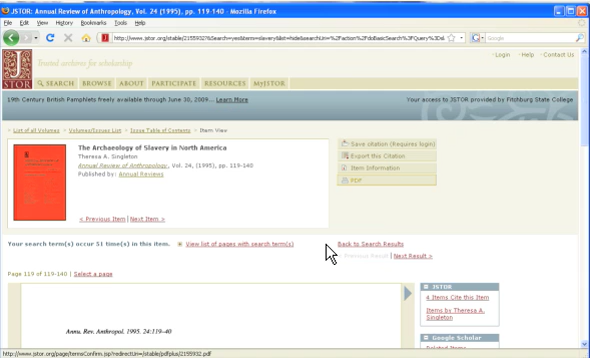 JSTOR: Annual Review of Anthropology, Vol. 24 (1995), pp. 119-140 - Mozilla Firefox
File Edit View History Bookmarks Tools Help
http://www.jstor.org/stable/2155932?&Search=yes&term=slavery&list=hide&searchUri=%2Faction%2FdoBasicSearch%3FQuery%3Dsl
Google
Login Help Contact Us
JSTOR
Trusted archives for scholarship
SEARCH BROWSE ABOUT PARTICIPATE RESOURCES MyJSTOR
19th Century British Pamphlets freely available through June 30, 2009... Learn More
Your access to JSTOR provided by Fitchburg State College
> List of all Volumes > Volumes/Issues List > Issue Table of Contents > Item View
The Archaeology of Slavery in North America
Theresa A. Singleton
Annual Review of Anthropology, Vol. 24, (1995), pp. 119-140
Published by: Annual Reviews
< Previous Item | Next Item >
Save citation (Requires login)
Export this Citation
Item Information
PDF
Your search term(s) occur 51 time(s) in this item. View list of pages with search term(s)
Back to Search Results
< Previous Result | Next Result >
Page 119 of 119-140 | Select a page
Annu. Rev. Anthropol. 1995. 24:119–40
JSTOR
4 Items Cite this Item
Items by Theresa A.
Singleton
Google Scholar
Related Items
http://www.jstor.org/page/termsConfirm.jsp?redirectUri=/stable/pdfplus/2155932.pdf